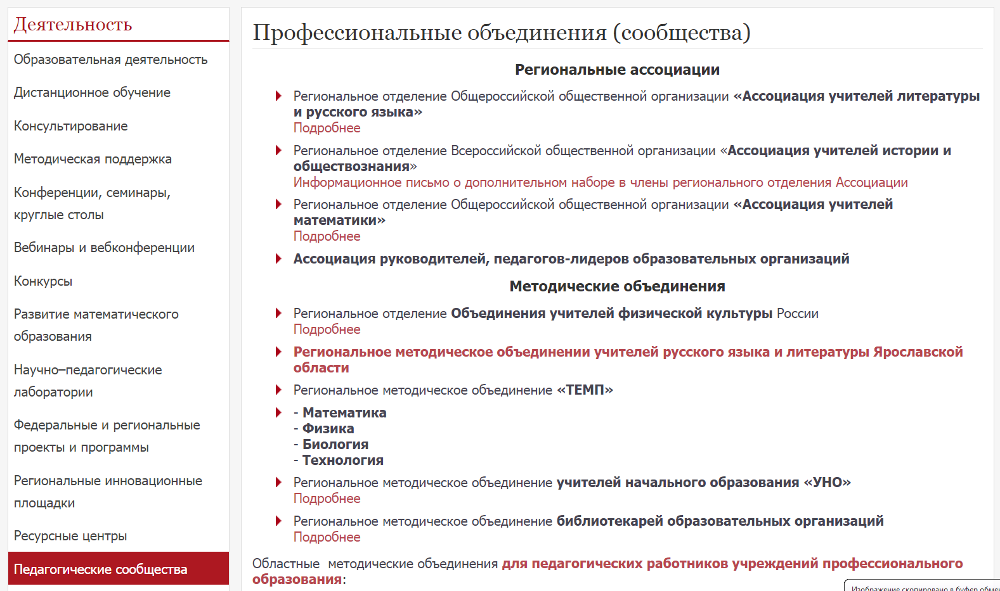 Деятельность
Образовательная деятельность
Дистанционное обучение
Консультирование
Методическая поддержка
Конференции, семинары,
круглые столы
Вебинары и вебконференции
Конкурсы
Развитие математического
образования
Научно–педагогические
лаборатории
Федеральные и региональные
проекты и программы
Региональные инновационные
площадки
Ресурсные центры
Педагогические сообщества
Профессиональные объединения (сообщества)
Региональные ассоциации
Региональное отделение Общероссийской общественной организации «Ассоциация учителей литературы
и русского языка»
Подробнее
Региональное отделение Всероссийской общественной организации «Ассоциация учителей истории и
обществознания»
Информационное письмо о дополнительном наборе в члены регионального отделения Ассоциации
Региональное отделение Общероссийской общественной организации «Ассоциация учителей
математики»
Подробнее
Ассоциация руководителей, педагогов-лидеров образовательных организаций
Методические объединения
Региональное отделение Объединения учителей физической культуры России
Подробнее
Региональное методическое объединении учителей русского языка и литературы Ярославской
области
Региональное методическое объединение «ТЕМП»
- Математика
- Физика
- Биология
- Технология
Региональное методическое объединение учителей начального образования «УНО»
Подробнее
Региональное методическое объединение библиотекарей образовательных организаций
Подробнее
Областные методические объединения для педагогических работников учреждений профессионального
образования:
Изображение скопировано в буфер